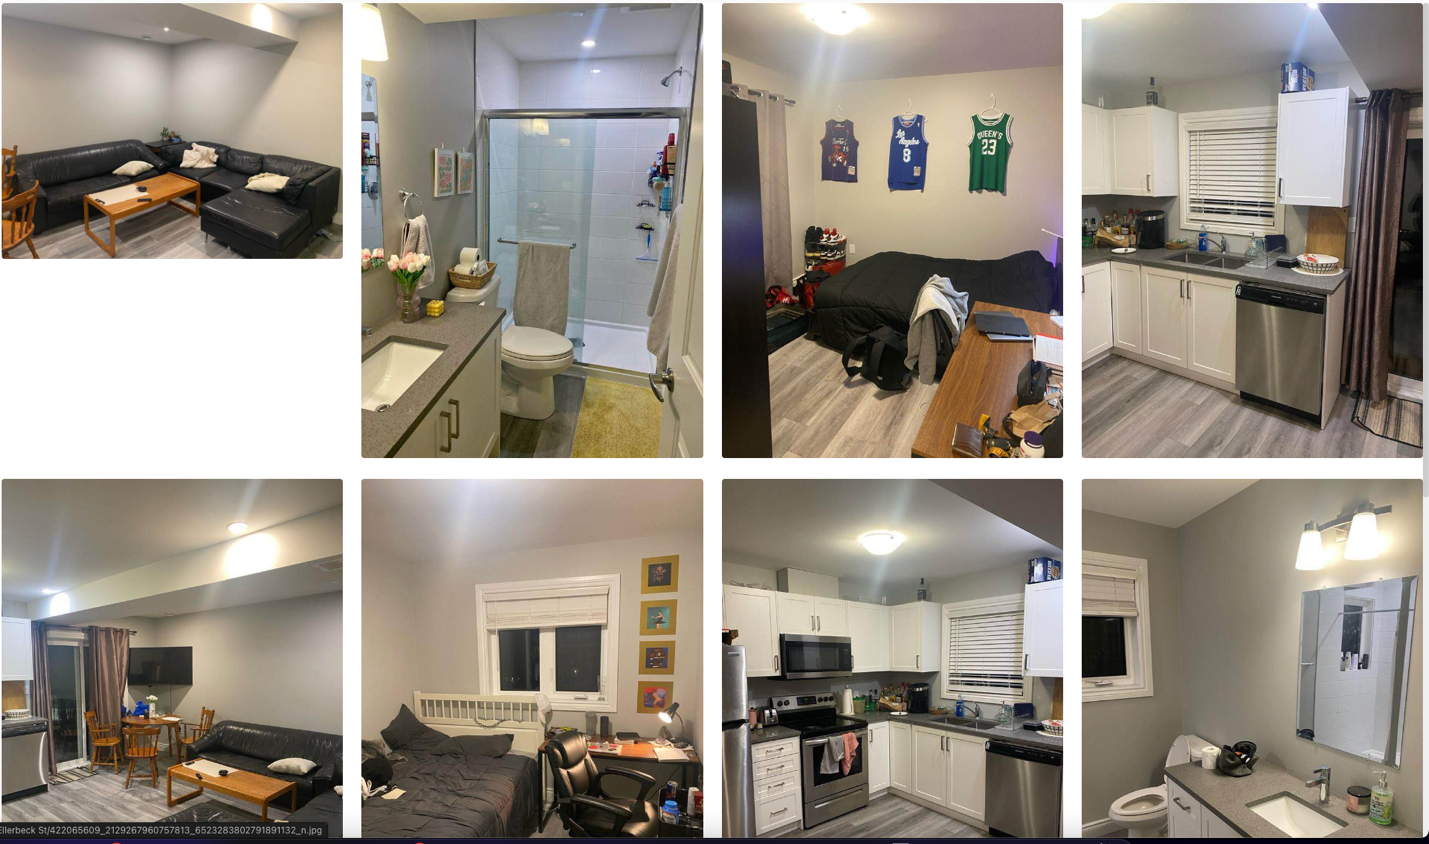 Los Angeles
8
QUEEN'S
23
Ellerbeck St/422065609_2129267960757813_6523283802791891132_n.jpg